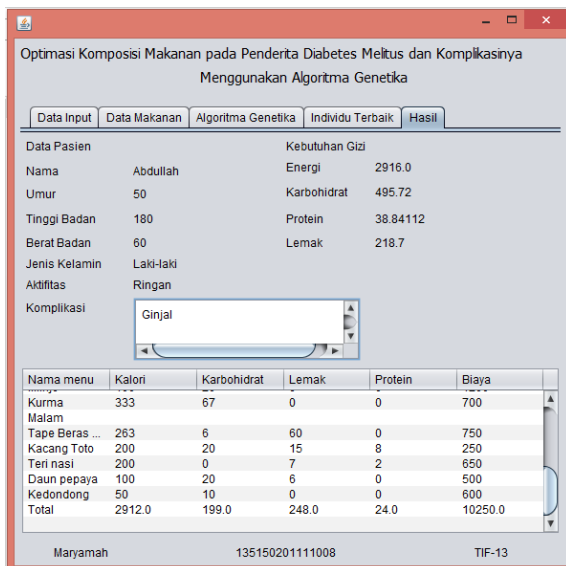 Optimasi Komposisi Makanan pada Penderita Diabetes Melitus dan Komplikasinya
Menggunakan Algoritma Genetika
Data Input Data Makanan Algoritma Genetika Individu Terbaik Hasil
Data Pasien Kebutuhan Gizi
Nama Abdullah Energi 2916.0
Umur 50 Karbohidrat 495.72
Tinggi Badan 180 Protein 38.84112
Berat Badan 60 Lemak 218.7
Jenis Kelamin Laki-laki
Aktifitas Ringan
Komplikasi Ginjal
Nama menu Kalori Karbohidrat Lemak Protein Biaya
Kurma 333 67 0 0 700
Malam
Tape Beras ... 263 6 60 0 750
Kacang Toto 200 20 15 8 250
Teri nasi 200 0 7 2 650
Daun pepaya 100 20 6 0 500
Kedondong 50 10 0 0 600
Total 2912.0 199.0 248.0 24.0 10250.0
Maryamah 135150201111008 TIF-13